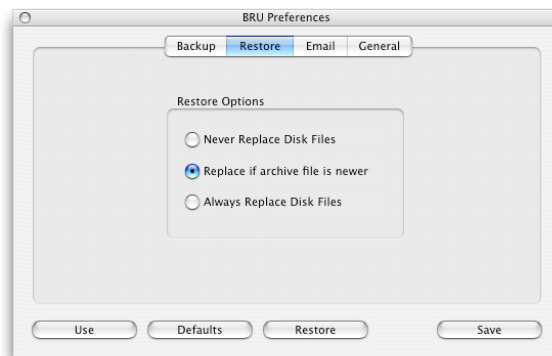 BRU Preferences
Backup Restore Email General
Restore Options
Never Replace Disk Files
Replace if archive file is newer
Always Replace Disk Files
Use Defaults Restore Save